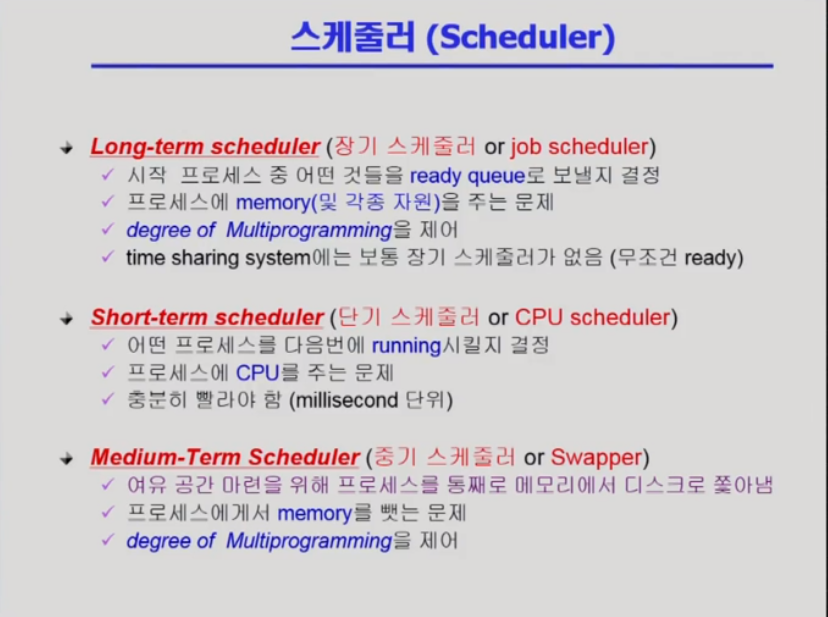 스케줄러 (Scheduler)
Long-term scheduler (장기 스케줄러 or job scheduler)
시작 프로세스 중 어떤 것들을 ready queue로 보낼지 결정
프로세스에 memory(및 각종 자원)을 주는 문제
degree of Multiprogramming을 제어
time sharing system에는 보통 장기 스케줄러가 없음 (무조건 ready)
Short-term scheduler (단기 스케줄러 or CPU scheduler)
어떤 프로세스를 다음번에 running시킬지 결정
프로세스에 CPU를 주는 문제
충분히 빨라야 함 (millisecond 단위)
Medium-Term Scheduler (중기 스케줄러 or Swapper)
여유 공간 마련을 위해 프로세스를 통째로 메모리에서 디스크로 쫓아냄
프로세스에게서 memory를 뺏는 문제
degree of Multiprogramming을 제어